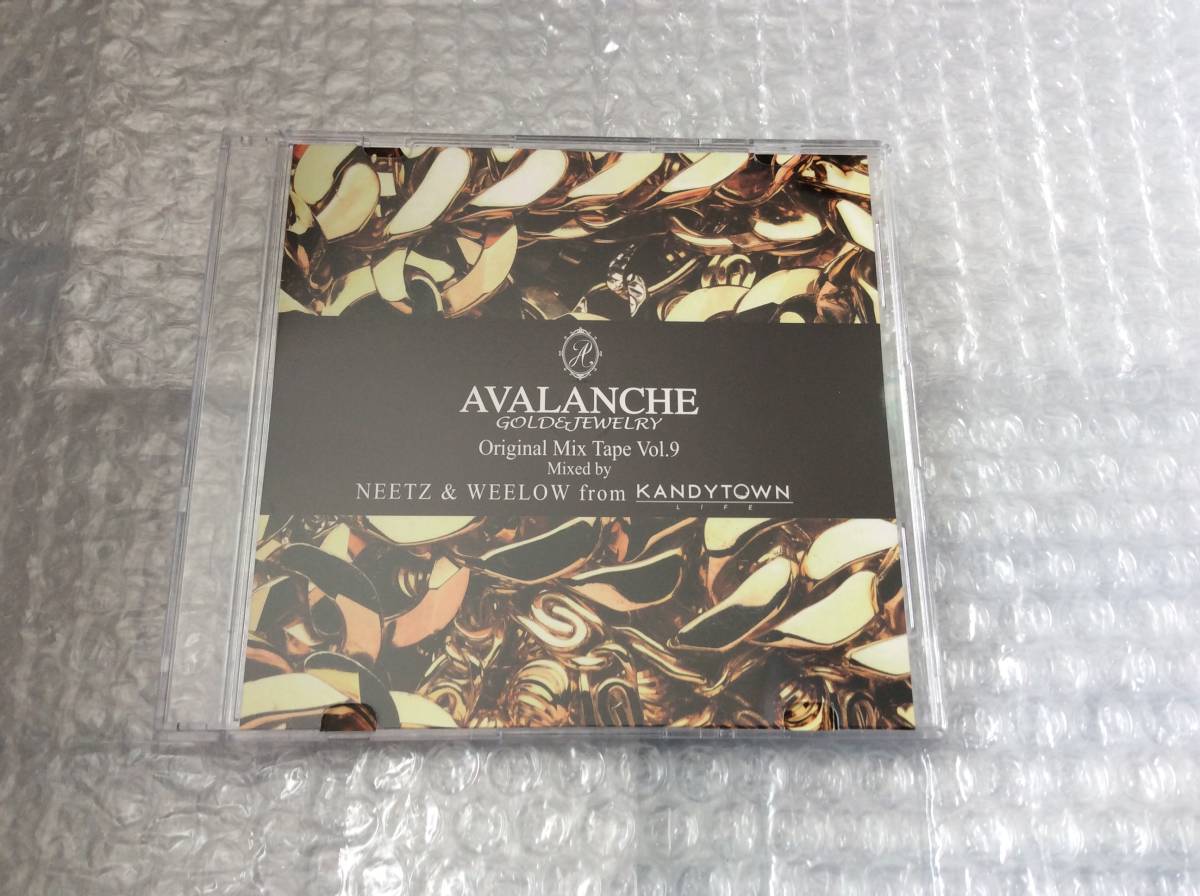 AVALANCHE
GOLD&JEWELRY
Original Mix Tape Vol.9
Mixed by
NEETZ & WEELOW from KANDYTOWN
LIFE